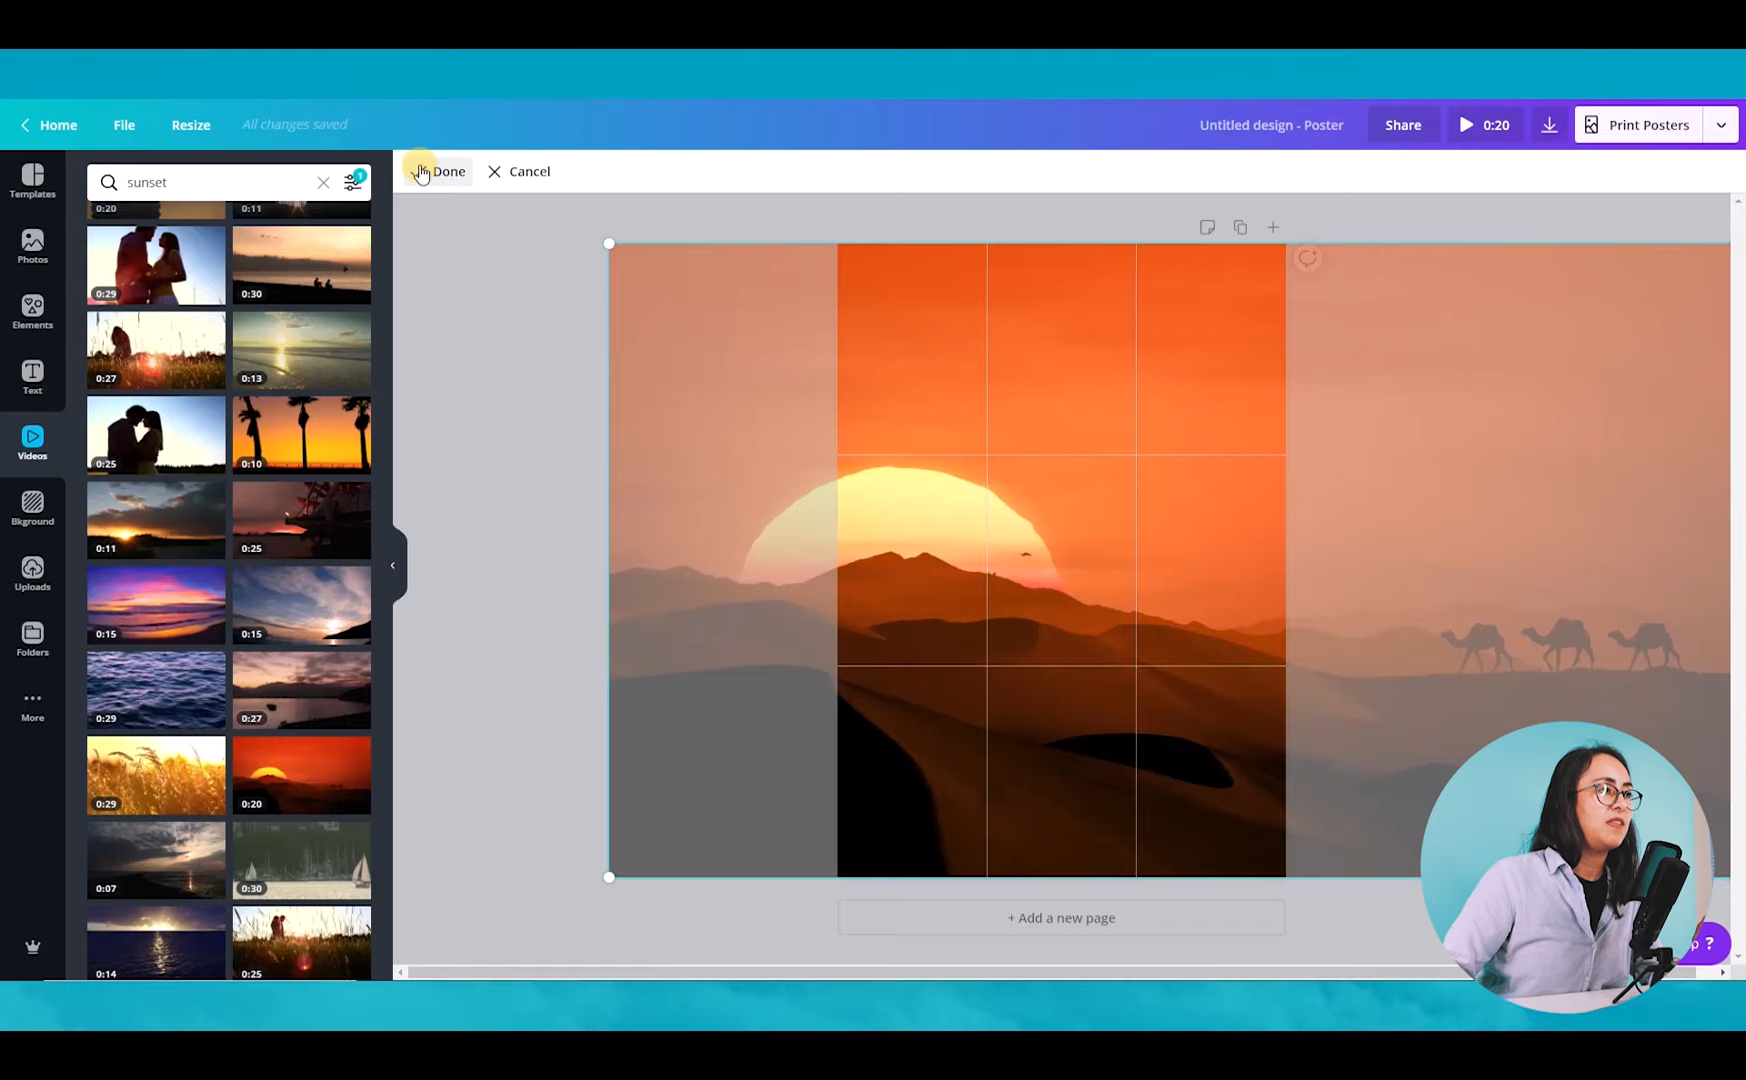 Home
File
Resize
All changes saved
Untitled design - Poster
Share
0:20
Print Posters
Templates
Photos
Elements
Text
Videos
Bkground
Uploads
Folders
More
sunset
1
Done
Cancel
0:20
0:11
0:29
0:30
0:27
0:13
0:25
0:10
0:11
0:25
0:15
0:15
0:29
0:27
0:29
0:20
0:07
0:30
0:14
0:25
+ Add a new page
?